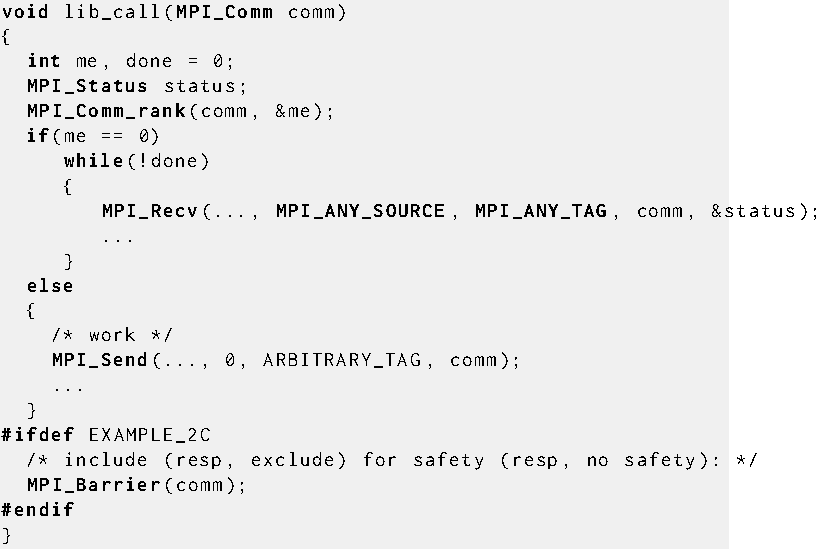 void lib_call(MPI_Comm comm)
{
  int me, done = 0;
  MPI_Status status;
  MPI_Comm_rank(comm, &me);
  if(me == 0)
     while(!done)
     {
        MPI_Recv(..., MPI_ANY_SOURCE, MPI_ANY_TAG, comm, &status);
        ...
     }
  else
  {
    /* work */
    MPI_Send(..., 0, ARBITRARY_TAG, comm);
    ...
  }
#ifdef EXAMPLE_2C
  /* include (resp, exclude) for safety (resp, no safety): */
  MPI_Barrier(comm);
#endif
}